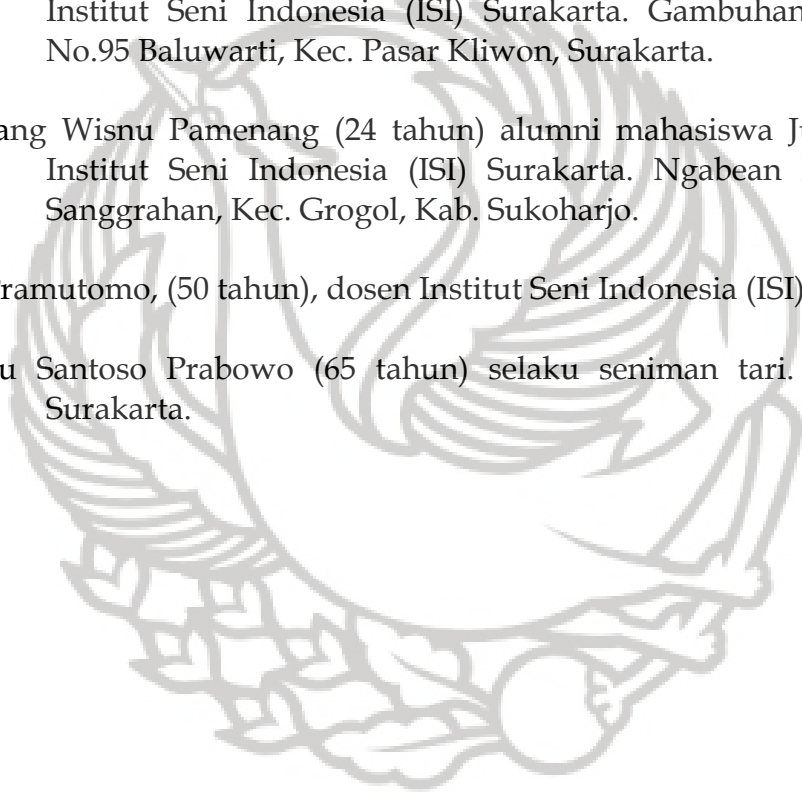 Institut Seni Indonesia (ISI) Surakarta. Gambuhan
No.95 Baluwarti, Kec. Pasar Kliwon, Surakarta.
ang Wisnu Pamenang (24 tahun) alumni mahasiswa Ju
Institut Seni Indonesia (ISI) Surakarta. Ngabean
Sanggrahan, Kec. Grogol, Kab. Sukoharjo.
Pramutomo, (50 tahun), dosen Institut Seni Indonesia (ISI)
u Santoso Prabowo (65 tahun) selaku seniman tari.
Surakarta.